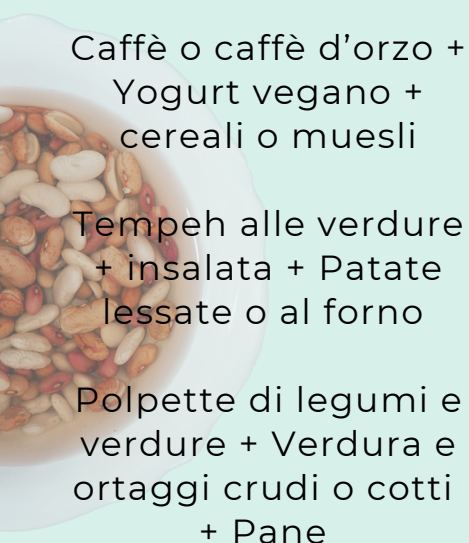 Caffè o caffè d’orzo +
Yogurt vegano +
cereali o muesli
Tempeh alle verdure
+ insalata + Patate
lessate o al forno
Polpette di legumi e
verdure + Verdura e
ortaggi crudi o cotti
+ Pane